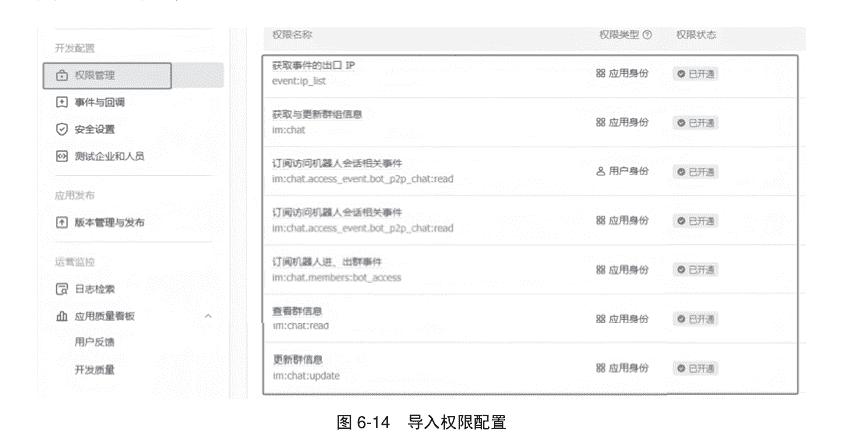 开发配置
权限管理
事件与回调
安全设置
测试企业和人员
应用发布
版本管理与发布
运营监控
日志检索
应用质量看板
用户反馈
开发质量
权限名称 权限类型 权限状态
获取事件的出口 IP
event:ip_list
应用身份 已开通
获取与更新群组信息
im:chat
应用身份 已开通
订阅访问机器人会话相关事件
im:chat.access_event.bot_p2p_chat:read
用户身份 已开通
订阅访问机器人会话相关事件
im:chat.access_event.bot_p2p_chat:read
应用身份 已开通
订阅机器人进、出群事件
im:chat.members:bot_access
应用身份 已开通
查看群信息
im:chat:read
应用身份 已开通
更新群信息
im:chat:update
应用身份 已开通
图 6-14 导入权限配置